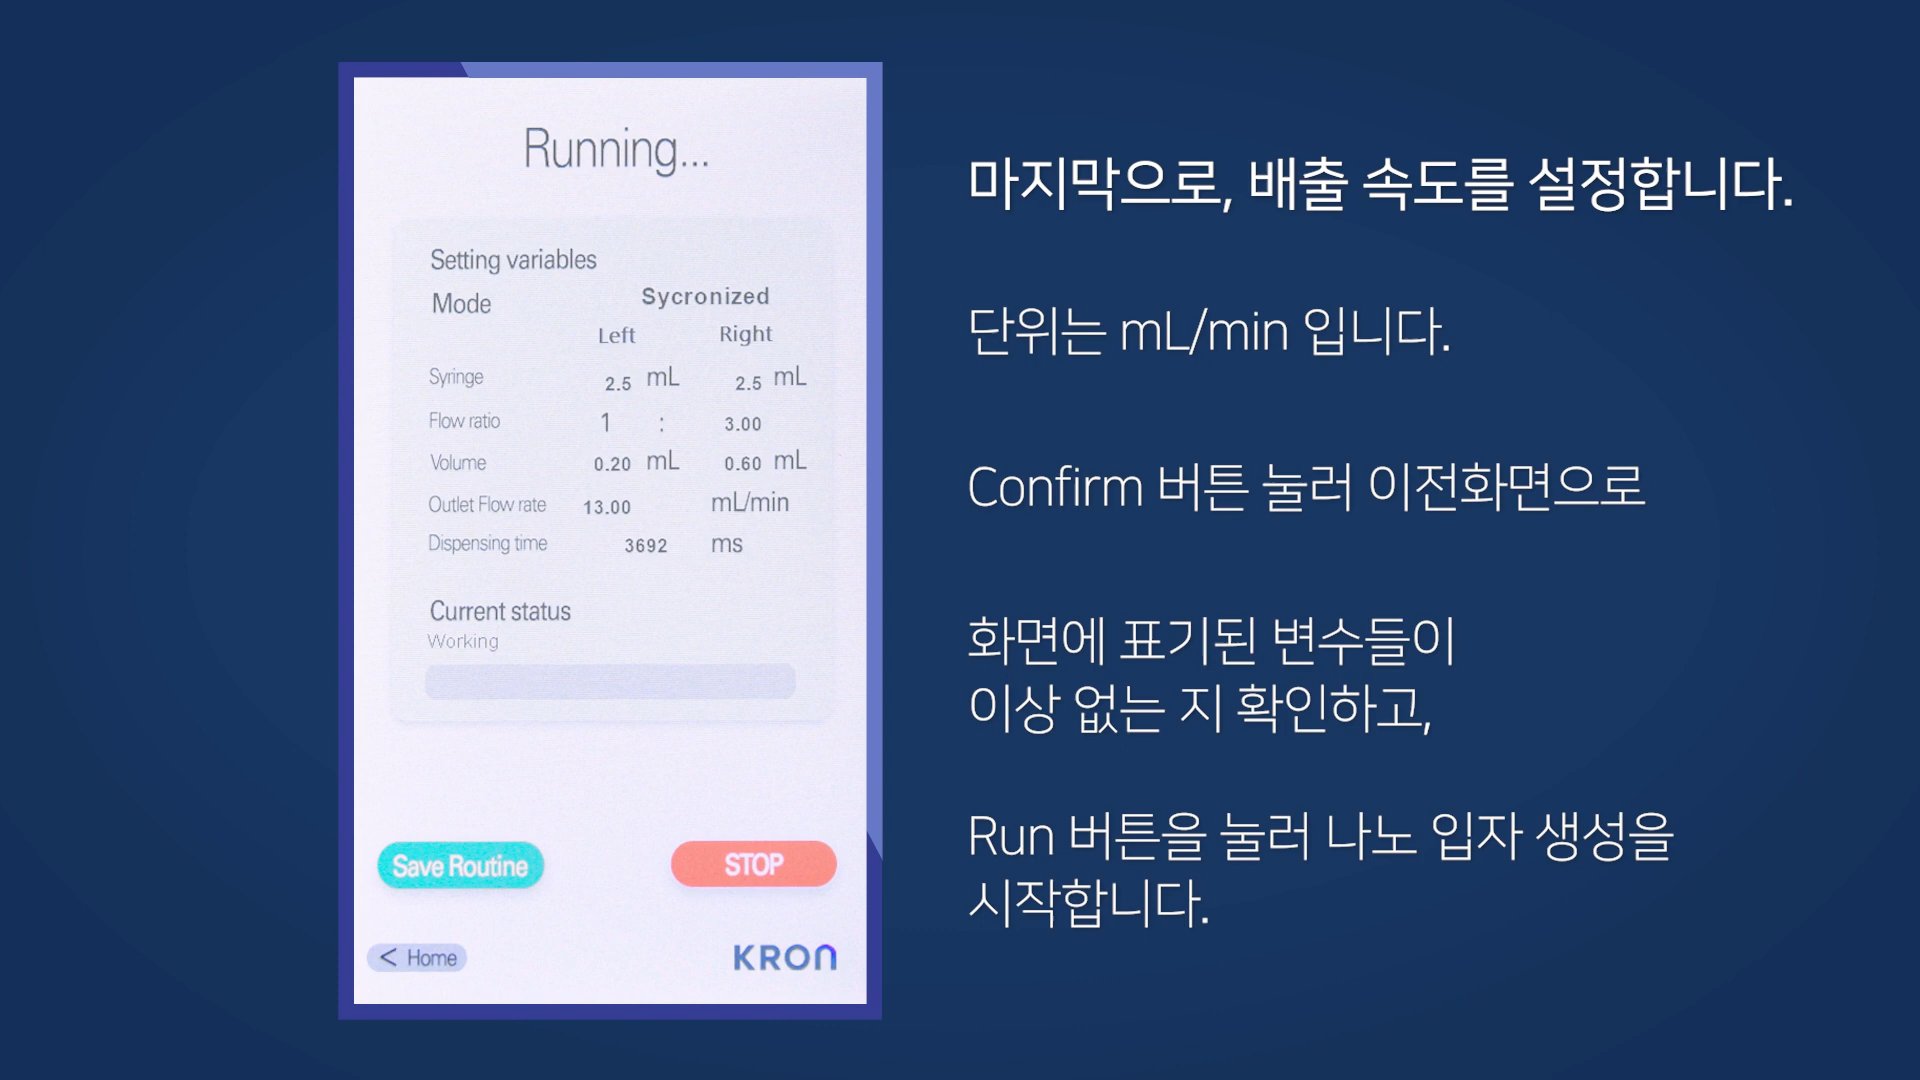 Running...
Setting variables
Mode Sycronized
Left Right
Syringe 2.5 mL 2.5 mL
Flow ratio 1 : 3.00
Volume 0.20 mL 0.60 mL
Outlet Flow rate 13.00 mL/min
Dispensing time 3692 ms
Current status
Working
Save Routine STOP
< Home KRON
마지막으로, 배출 속도를 설정합니다.
단위는 mL/min 입니다.
Confirm 버튼 눌러 이전화면으로
화면에 표기된 변수들이
이상 없는 지 확인하고,
Run 버튼을 눌러 나노 입자 생성을
시작합니다.